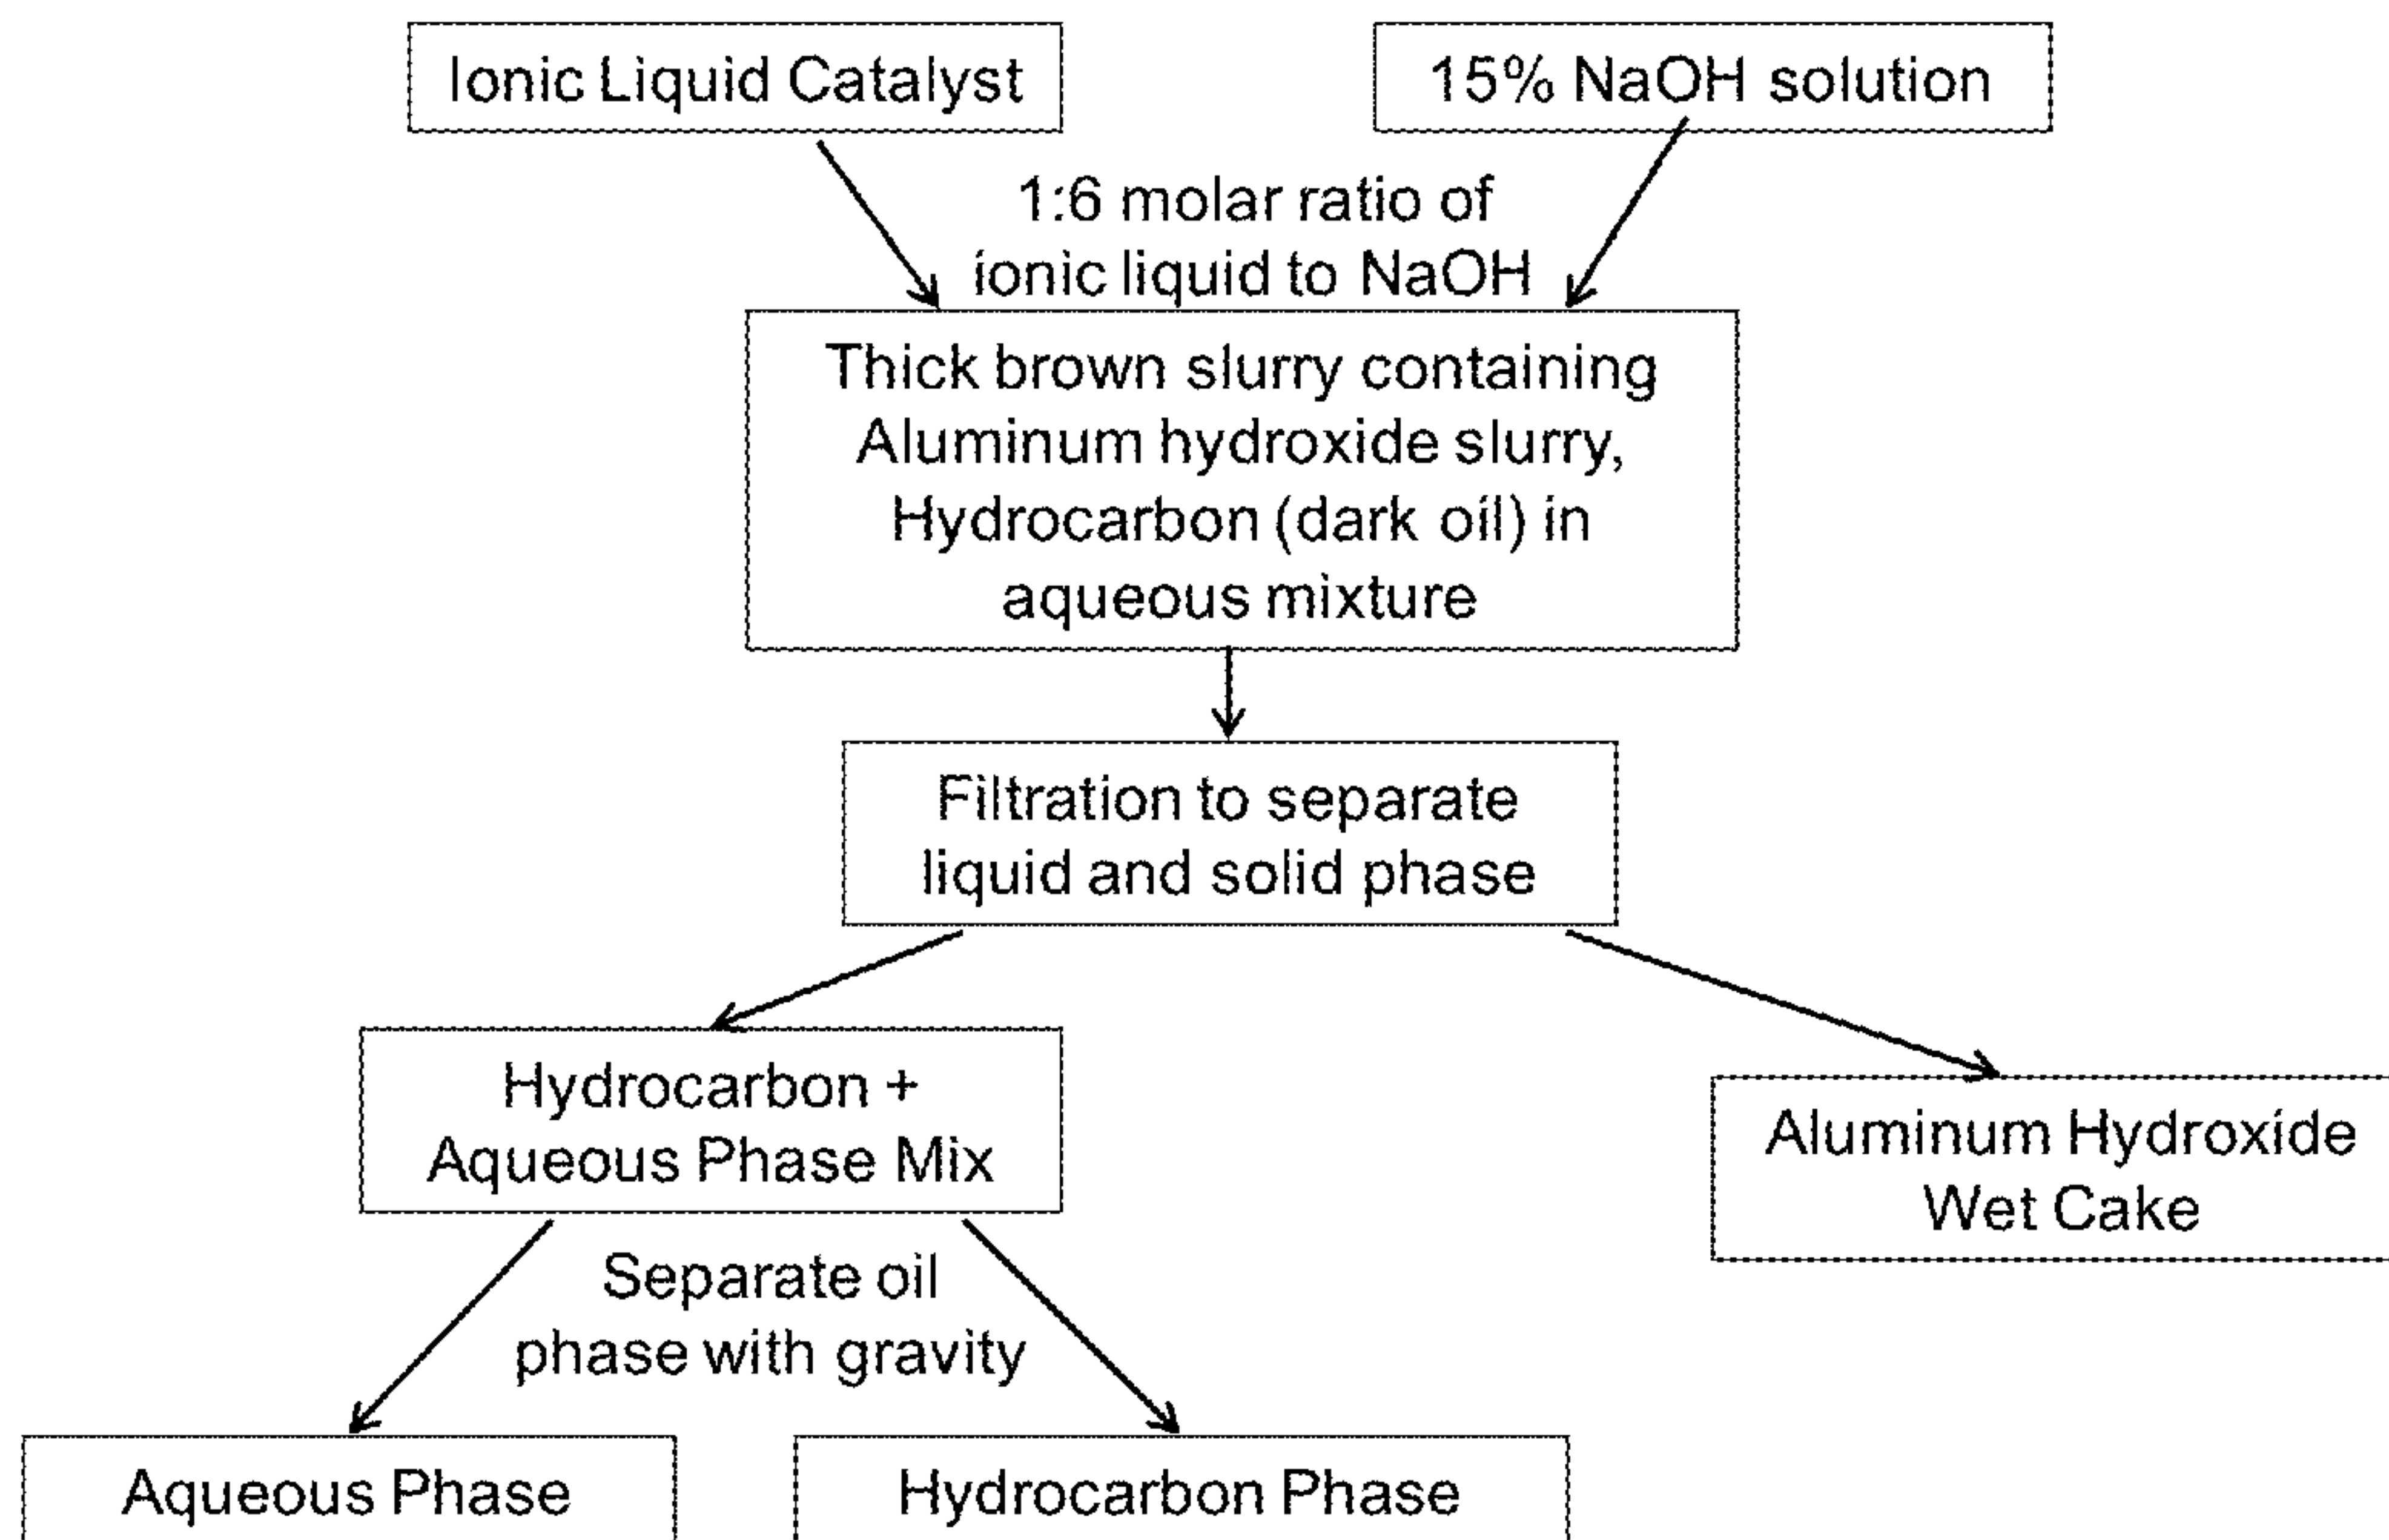 Ionic Liquid Catalyst
15% NaOH solution
1:6 molar ratio of
ionic liquid to NaOH
Thick brown slurry containing
Aluminum hydroxide slurry,
Hydrocarbon (dark oil) in
aqueous mixture
Filtration to separate
liquid and solid phase
Hydrocarbon +
Aqueous Phase Mix
Aluminum Hydroxide
Wet Cake
Separate oil
phase with gravity
Aqueous Phase
Hydrocarbon Phase